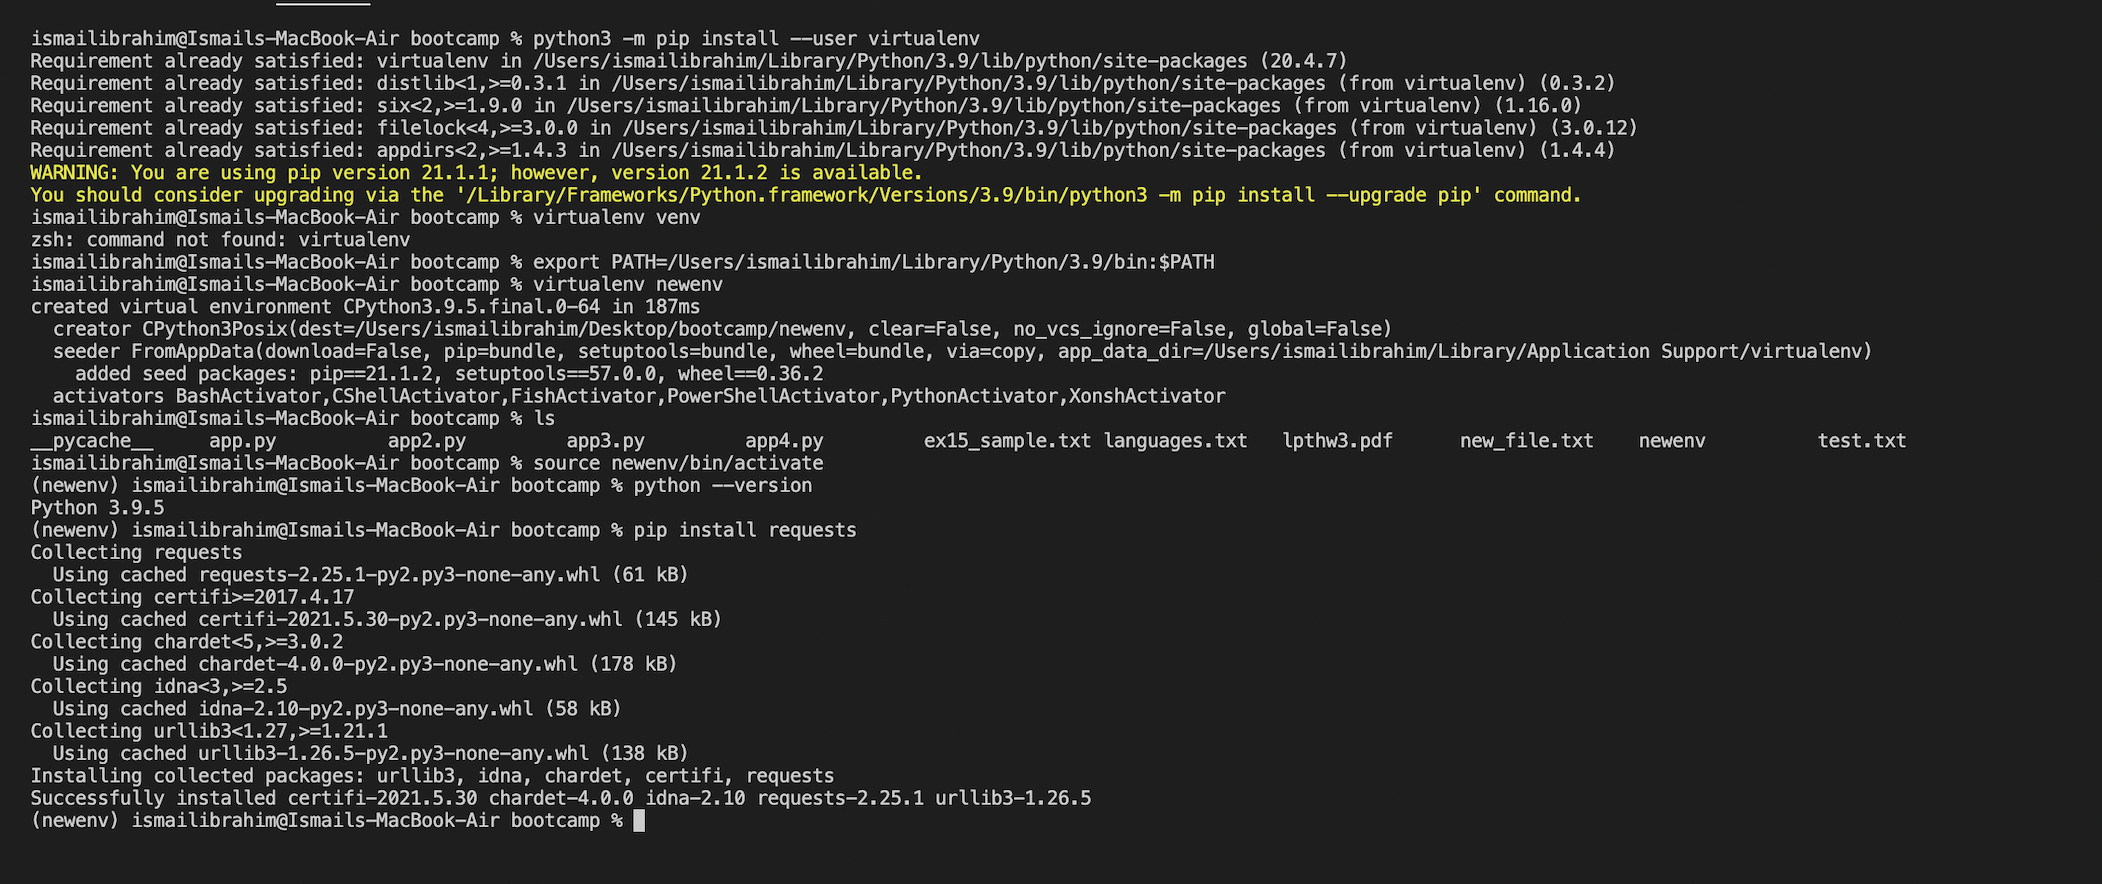 ismailibrahim@Ismails-MacBook-Air bootcamp % python3 -m pip install --user virtualenv
Requirement already satisfied: virtualenv in /Users/ismailibrahim/Library/Python/3.9/lib/python/site-packages (20.4.7)
Requirement already satisfied: distlib<1,>=0.3.1 in /Users/ismailibrahim/Library/Python/3.9/lib/python/site-packages (from virtualenv) (0.3.2)
Requirement already satisfied: six<2,>=1.9.0 in /Users/ismailibrahim/Library/Python/3.9/lib/python/site-packages (from virtualenv) (1.16.0)
Requirement already satisfied: filelock<4,>=3.0.0 in /Users/ismailibrahim/Library/Python/3.9/lib/python/site-packages (from virtualenv) (3.0.12)
Requirement already satisfied: appdirs<2,>=1.4.3 in /Users/ismailibrahim/Library/Python/3.9/lib/python/site-packages (from virtualenv) (1.4.4)
WARNING: You are using pip version 21.1.1; however, version 21.1.2 is available.
You should consider upgrading via the '/Library/Frameworks/Python.framework/Versions/3.9/bin/python3 -m pip install --upgrade pip' command.
ismailibrahim@Ismails-MacBook-Air bootcamp % virtualenv venv
zsh: command not found: virtualenv
ismailibrahim@Ismails-MacBook-Air bootcamp % export PATH=/Users/ismailibrahim/Library/Python/3.9/bin:$PATH
ismailibrahim@Ismails-MacBook-Air bootcamp % virtualenv newenv
created virtual environment CPython3.9.5.final.0-64 in 187ms
  creator CPython3Posix(dest=/Users/ismailibrahim/Desktop/bootcamp/newenv, clear=False, no_vcs_ignore=False, global=False)
  seeder FromAppData(download=False, pip=bundle, setuptools=bundle, wheel=bundle, via=copy, app_data_dir=/Users/ismailibrahim/Library/Application Support/virtualenv)
    added seed packages: pip==21.1.2, setuptools==57.0.0, wheel==0.36.2
  activators BashActivator,CShellActivator,FishActivator,PowerShellActivator,PythonActivator,XonshActivator
ismailibrahim@Ismails-MacBook-Air bootcamp % ls
__pycache__     app.py          app2.py         app3.py         app4.py         ex15_sample.txt languages.txt   lpthw3.pdf      new_file.txt    newenv          test.txt
ismailibrahim@Ismails-MacBook-Air bootcamp % source newenv/bin/activate
(newenv) ismailibrahim@Ismails-MacBook-Air bootcamp % python --version
Python 3.9.5
(newenv) ismailibrahim@Ismails-MacBook-Air bootcamp % pip install requests
Collecting requests
  Using cached requests-2.25.1-py2.py3-none-any.whl (61 kB)
Collecting certifi>=2017.4.17
  Using cached certifi-2021.5.30-py2.py3-none-any.whl (145 kB)
Collecting chardet<5,>=3.0.2
  Using cached chardet-4.0.0-py2.py3-none-any.whl (178 kB)
Collecting idna<3,>=2.5
  Using cached idna-2.10-py2.py3-none-any.whl (58 kB)
Collecting urllib3<1.27,>=1.21.1
  Using cached urllib3-1.26.5-py2.py3-none-any.whl (138 kB)
Installing collected packages: urllib3, idna, chardet, certifi, requests
Successfully installed certifi-2021.5.30 chardet-4.0.0 idna-2.10 requests-2.25.1 urllib3-1.26.5
(newenv) ismailibrahim@Ismails-MacBook-Air bootcamp %